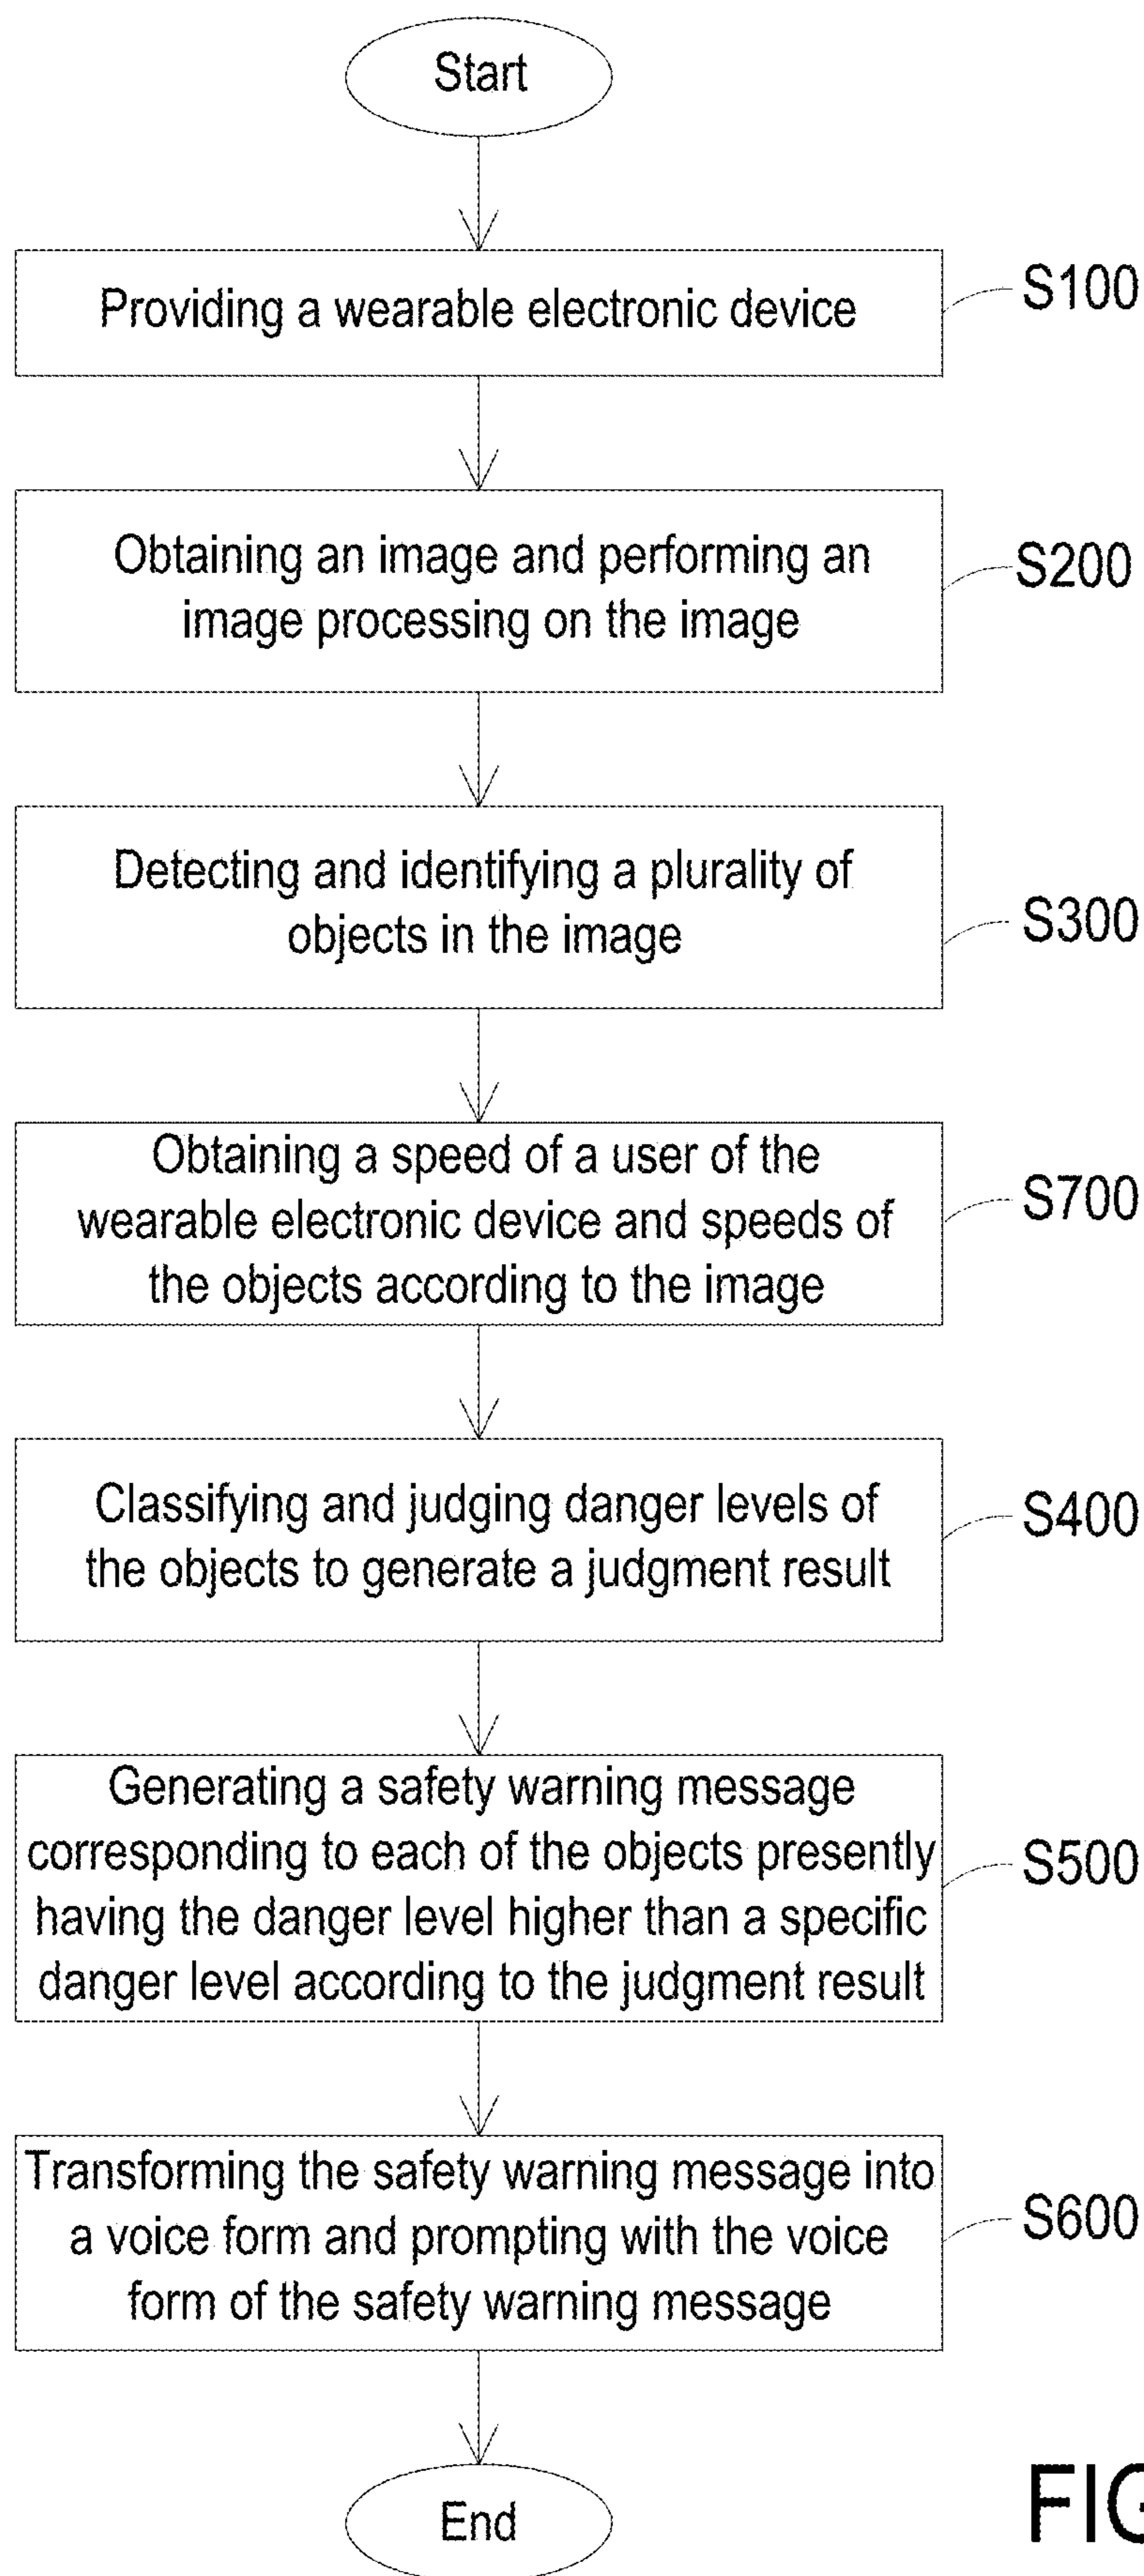 Start
Providing a wearable electronic device
S100
Obtaining an image and performing an
image processing on the image
S200
Detecting and identifying a plurality of
objects in the image
S300
Obtaining a speed of a user of the
wearable electronic device and speeds of
the objects according to the image
S700
Classifying and judging danger levels of
the objects to generate a judgment result
S400
Generating a safety warning message
corresponding to each of the objects presently
having the danger level higher than a specific
danger level according to the judgment result
S500
Transforming the safety warning message into
a voice form and prompting with the voice
form of the safety warning message
S600
End